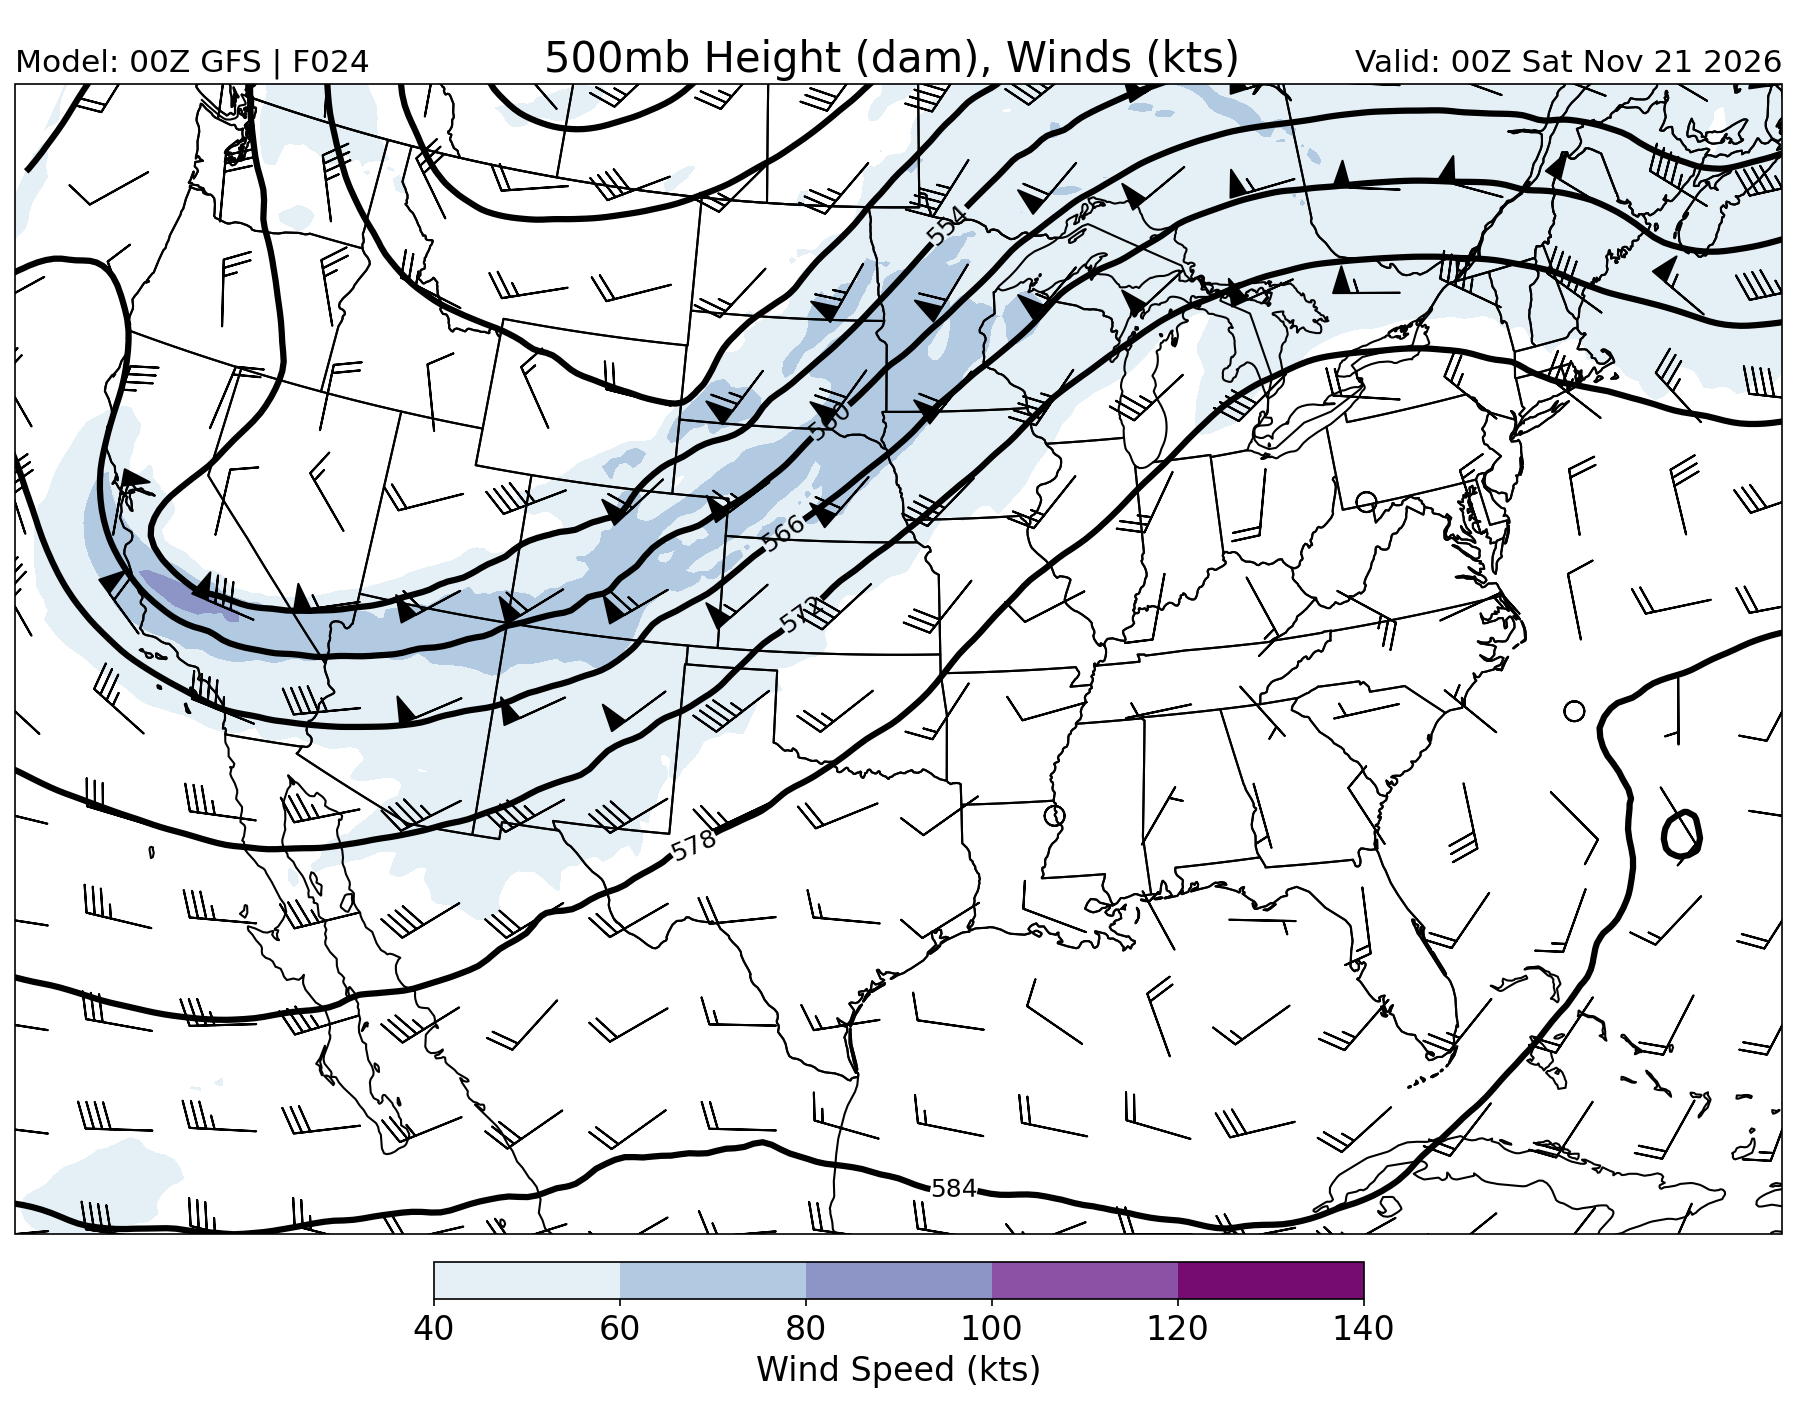 Model: 00Z GFS | F024
500mb Height (dam), Winds (kts)
Valid: 00Z Sat Nov 21 2026
554
560
566
572
578
584
40 60 80 100 120 140
Wind Speed (kts)